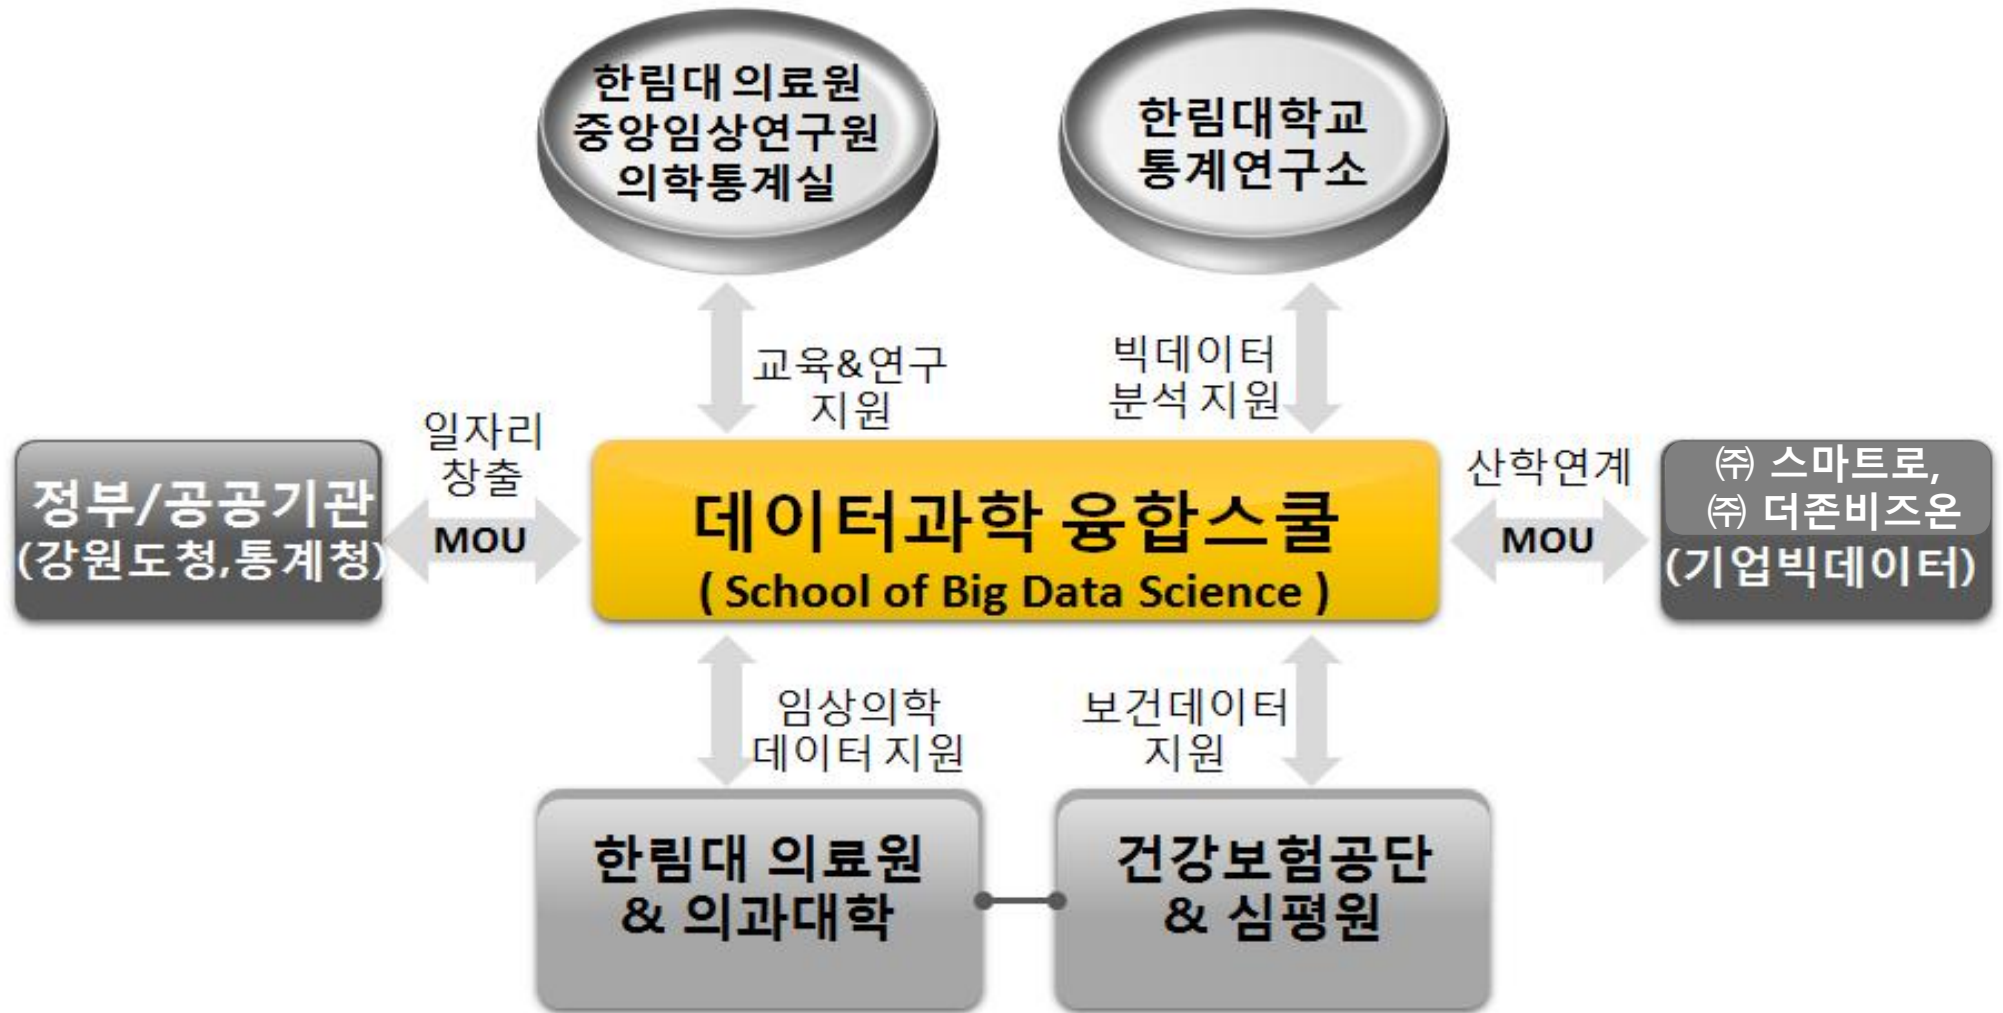 한림대 의료원
중앙임상연구원
의학통계실
한림대학교
통계연구소
교육&연구
지원
빅데이터
분석 지원
일자리
창출
MOU
정부/공공기관
(강원도청,통계청)
데이터과학 융합스쿨
( School of Big Data Science )
산학연계
MOU
㈜ 스마트로,
㈜ 더존비즈온
(기업빅데이터)
임상의학
데이터 지원
보건데이터
지원
한림대 의료원
& 의과대학
건강보험공단
& 심평원